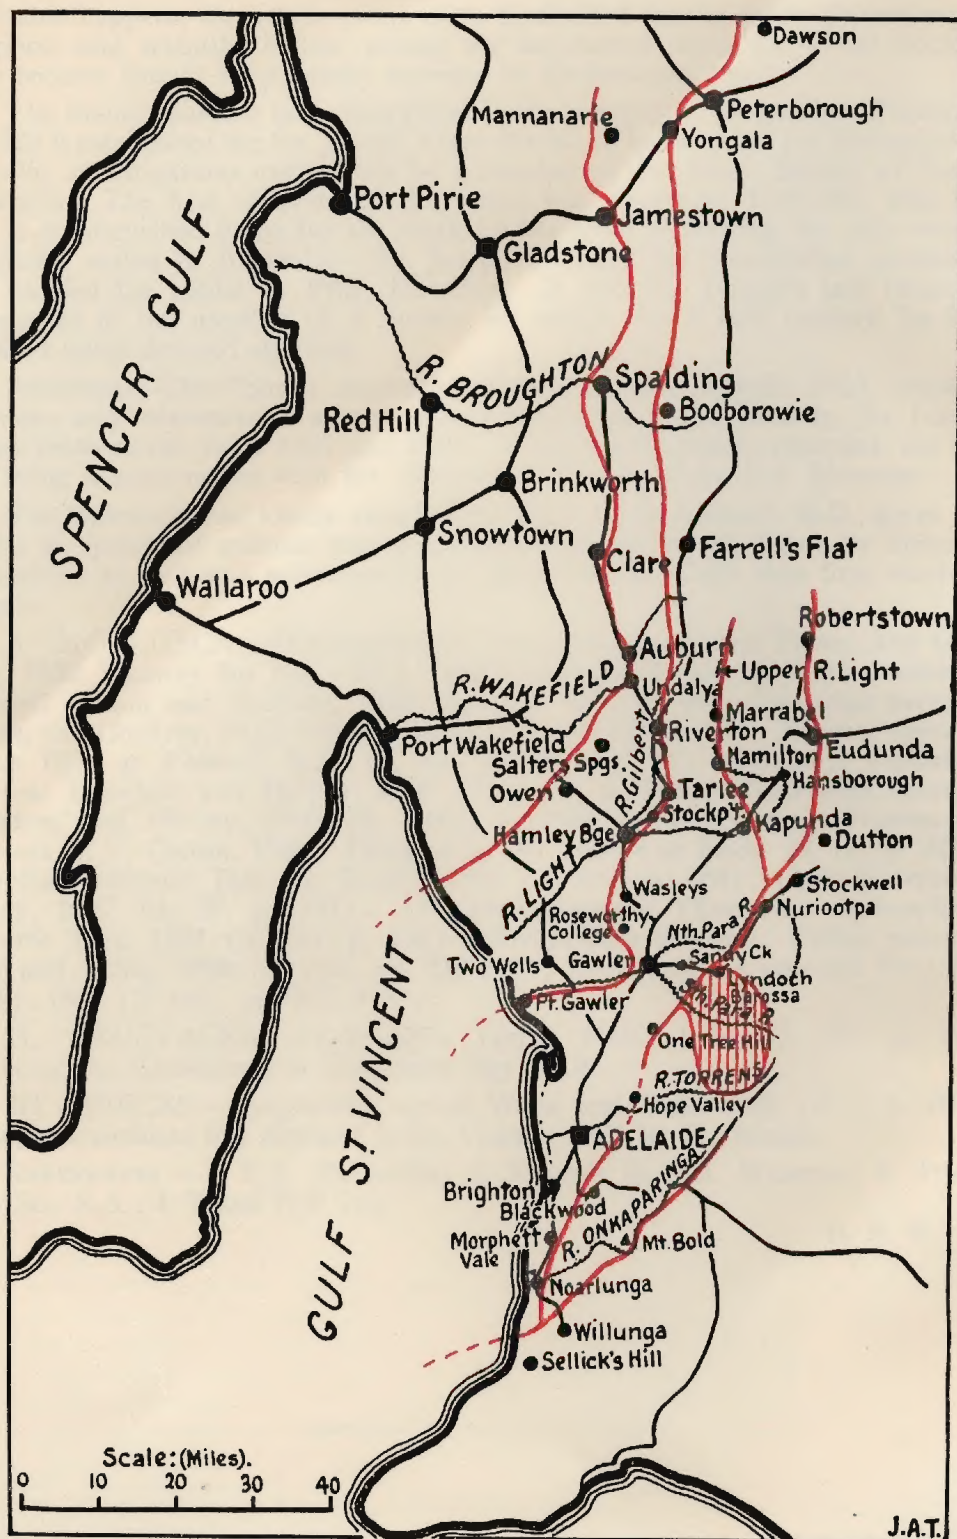 Dawson
Mannanarie
Peterborough
Yongala
Port Pirie
Jamestown
Gladstone
SPENCER GULF
R. BROUGHTON
Spalding
Red Hill
Booborowie
Brinkworth
Snowtown
Clare
Farrell's Flat
Wallaroo
Robertstown
Auburn
Upper R. Light
R. WAKEFIELD
Undalya
Marrabel
Port Wakefield
R. Gilbert
Riverton
Eudunda
Salters Spgs
Hamilton
Hansborough
Owen
Tarlee
Stockp't
Hamley B'ge
Kapunda
Dutton
R. LIGHT
Wasleys
Stockwell
Nuriootpa
Roseworthy
College
Nth. Para R.
Two Wells
Gawler
Sandy Ck
Lyndoch
Barossa
Pt. Gawler
Sth. Para R.
One Tree Hill
GULF ST VINCENT
R. TORRENS
Hope Valley
ADELAIDE
Brighton
Blackwood
R. ONKAPARINGA
Morphett
Vale
Mt. Bold
Noarlunga
Willunga
Sellick's Hill
Scale: (Miles).
0 10 20 30 40
J.A.T.